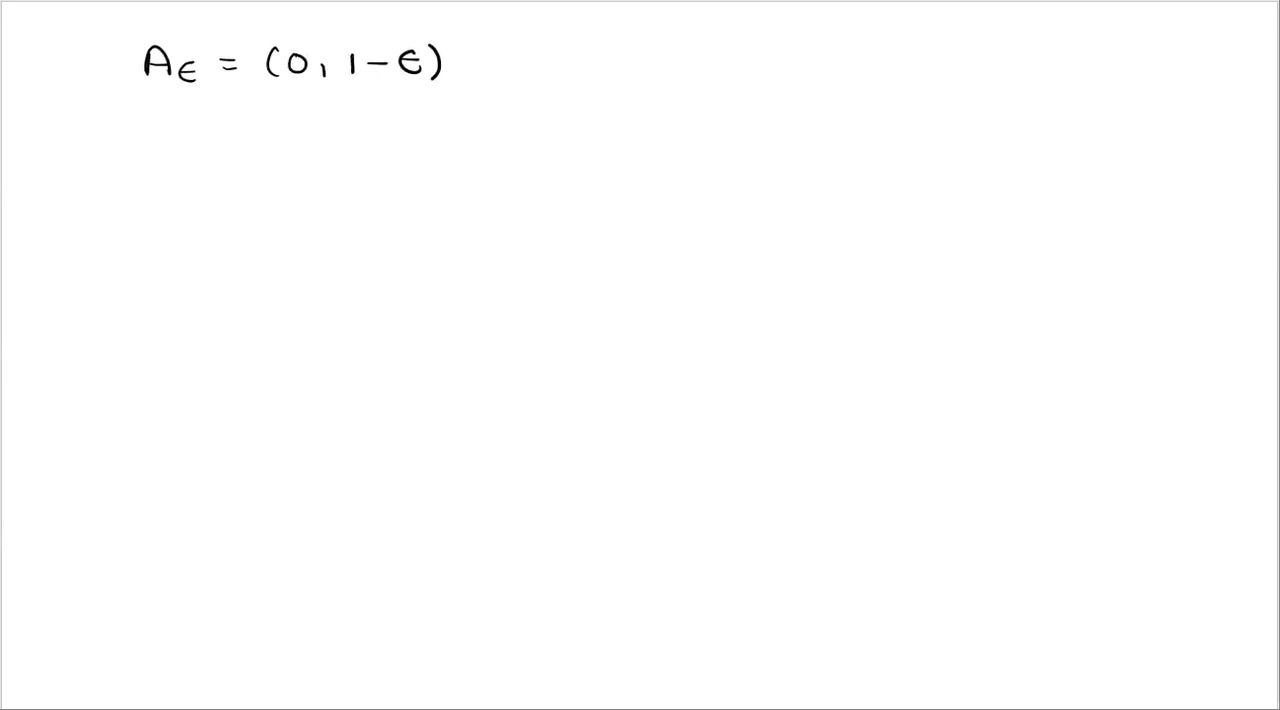 A_ϵ = (0, 1 - ϵ)